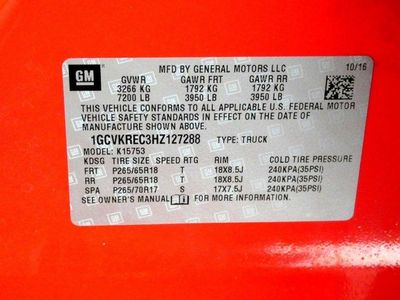 GM
MFD BY GENERAL MOTORS LLC 10/16
GVWR GAWR FRT GAWR RR
3266 KG 1792 KG 1792 KG
7200 LB 3950 LB 3950 LB
THIS VEHICLE CONFORMS TO ALL APPLICABLE U.S. FEDERAL MOTOR
VEHICLE SAFETY STANDARDS IN EFFECT ON THE DATE OF
MANUFACTURE SHOWN ABOVE.
1GCVKREC3HZ127288 TYPE: TRUCK
MODEL: K15753
KDSG TIRE SIZE SPEED RTG RIM COLD TIRE PRESSURE
FRT P265/65R18 T 18X8.5J 240KPA(35PSI)
RR P265/65R18 T 18X8.5J 240KPA(35PSI)
SPA P265/70R17 S 17X7.5J 240KPA(35PSI)
SEE OWNER'S MANUAL FOR MORE INFORMATION.